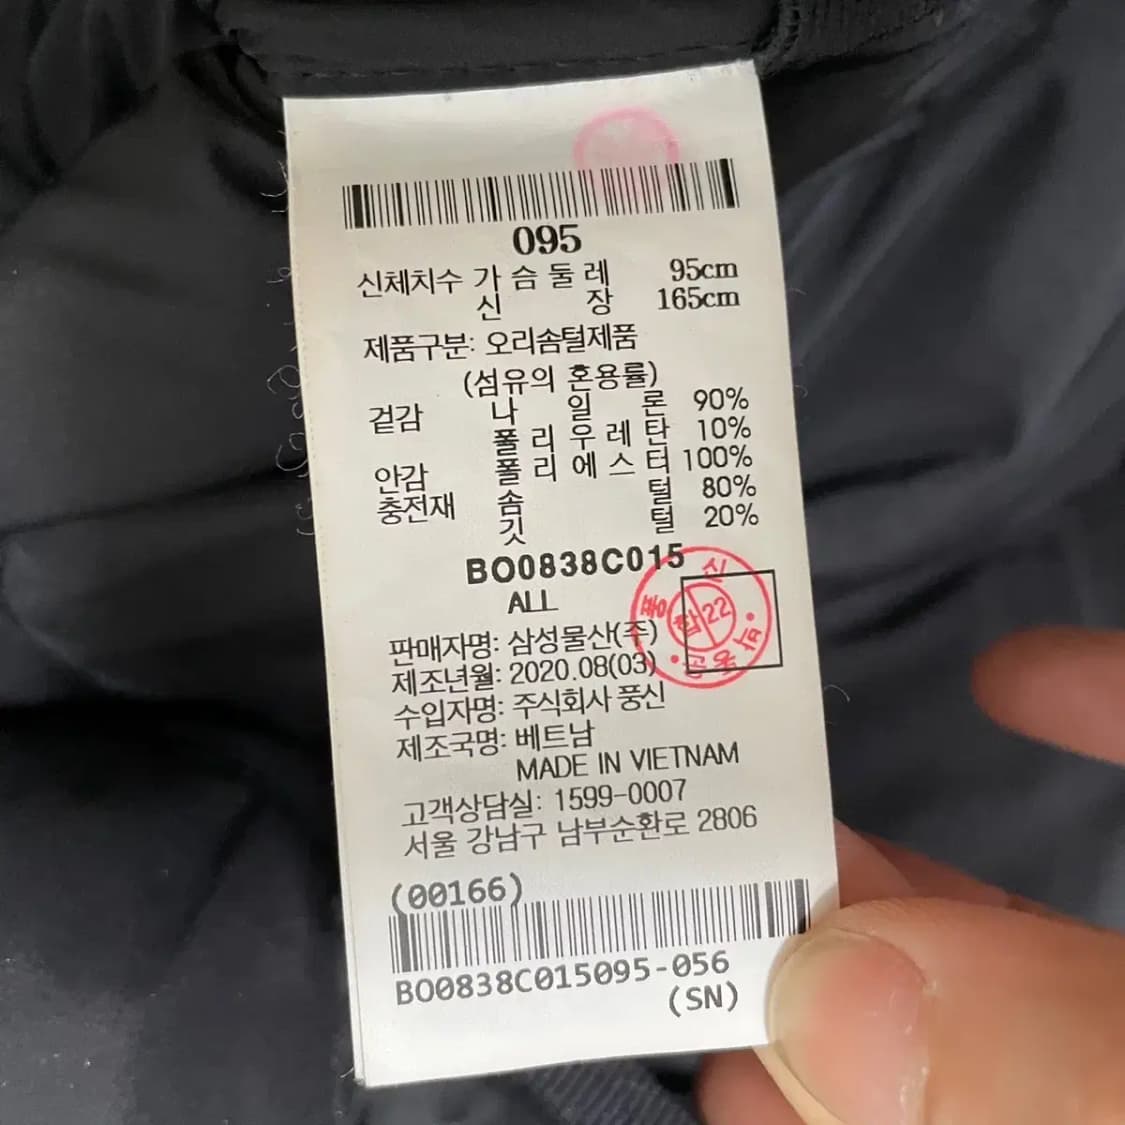 095
신체치수 가슴둘레 95cm
신장 165cm
제품구분: 오리솜털제품
(섬유의 혼용률)
겉감 나일론 90%
폴리우레탄 10%
안감 폴리에스터 100%
충전재 솜털 80%
깃털 20%
BO0838C015
ALL
판매자명: 삼성물산(주)
제조년월: 2020.08(03)
수입자명: 주식회사 풍신
제조국명: 베트남
MADE IN VIETNAM
고객상담실: 1599-0007
서울 강남구 남부순환로 2806
(00166)
BO0838C015095-056
(SN)
풍신
합 22